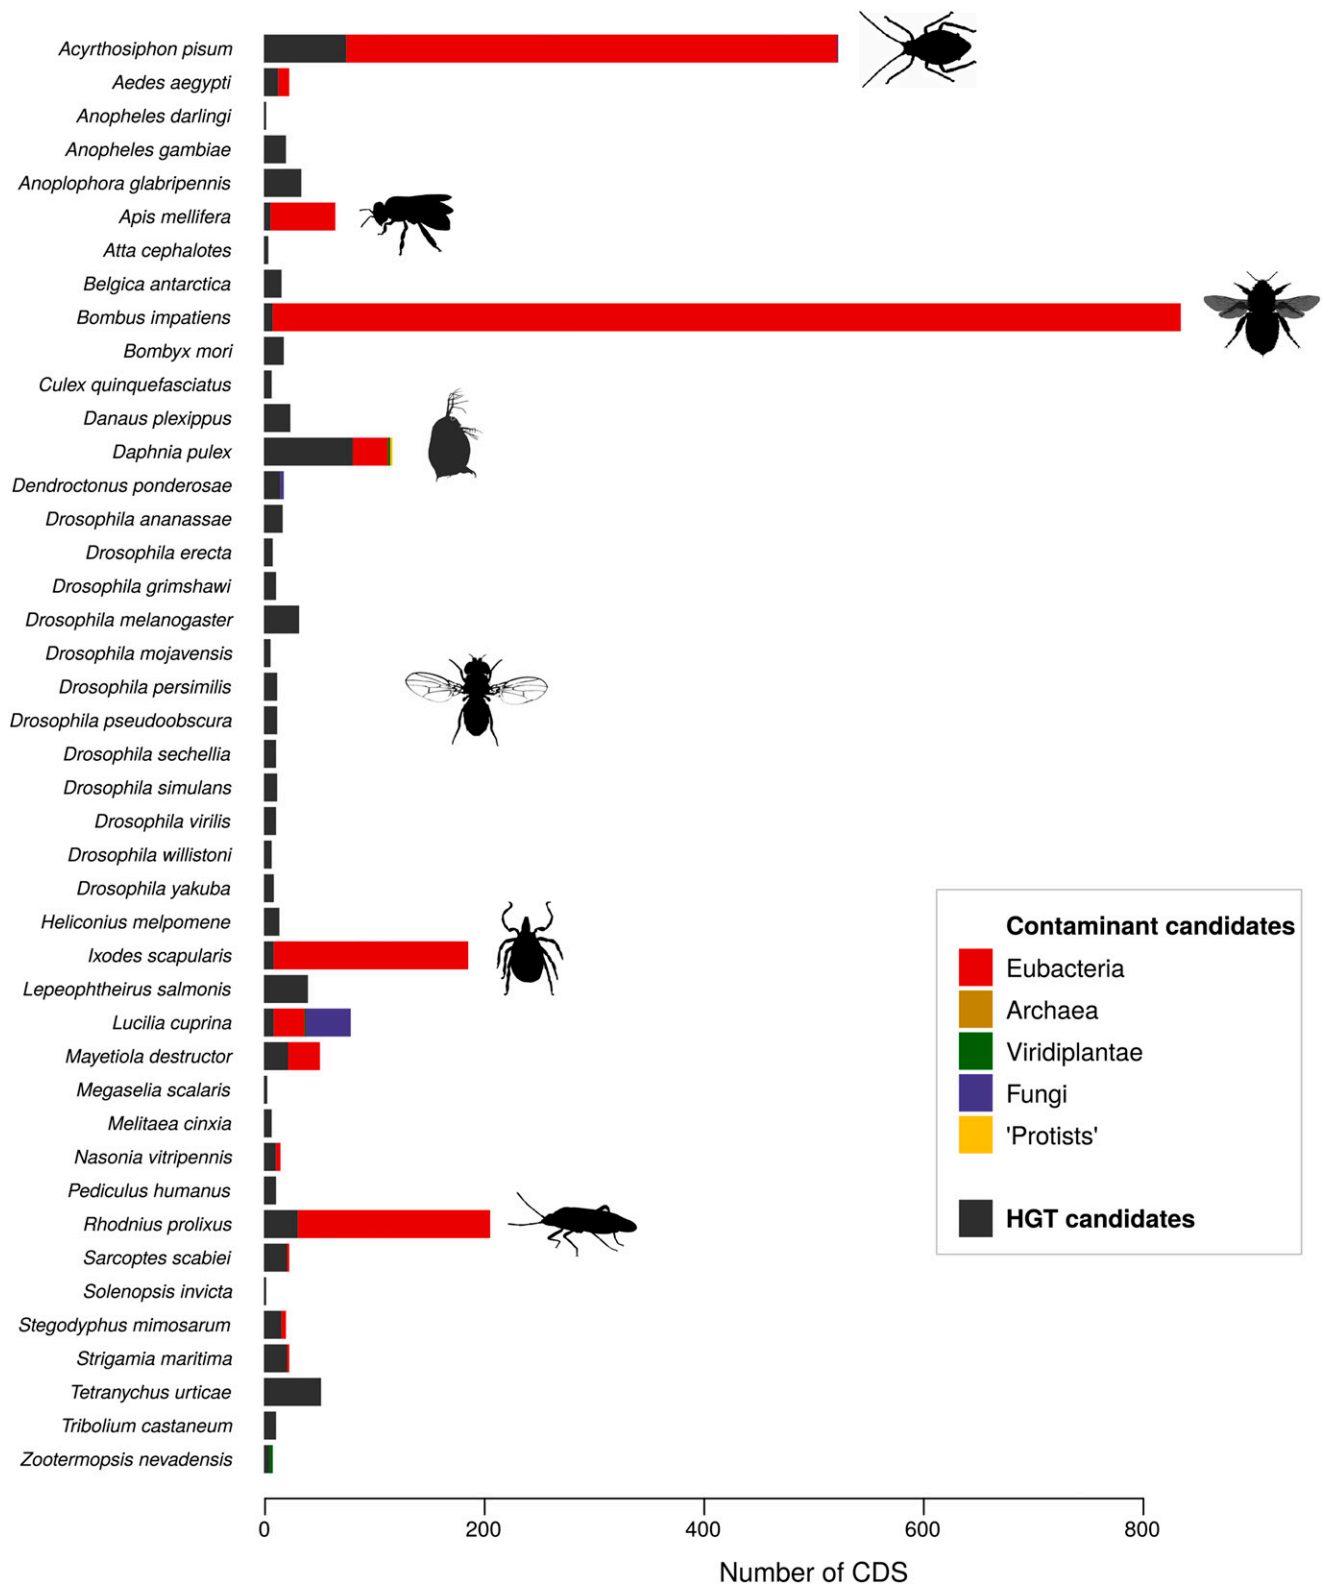 Acyrthosiphon pisum
Aedes aegypti
Anopheles darlingi
Anopheles gambiae
Anoplophora glabripennis
Apis mellifera
Atta cephalotes
Belgica antarctica
Bombus impatiens
Bombyx mori
Culex quinquefasciatus
Danaus plexippus
Daphnia pulex
Dendroctonus ponderosae
Drosophila ananassae
Drosophila erecta
Drosophila grimshawi
Drosophila melanogaster
Drosophila mojavensis
Drosophila persimilis
Drosophila pseudoobscura
Drosophila sechellia
Drosophila simulans
Drosophila virilis
Drosophila willistoni
Drosophila yakuba
Heliconius melpomene
Ixodes scapularis
Lepeophtheirus salmonis
Lucilia cuprina
Mayetiola destructor
Megaselia scalaris
Melitaea cinxia
Nasonia vitripennis
Pediculus humanus
Rhodnius prolixus
Sarcoptes scabiei
Solenopsis invicta
Stegodyphus mimosarum
Strigamia maritima
Tetranychus urticae
Tribolium castaneum
Zootermopsis nevadensis
Contaminant candidates
Eubacteria
Archaea
Viridiplantae
Fungi
'Protists'
HGT candidates
0 200 400 600 800
Number of CDS